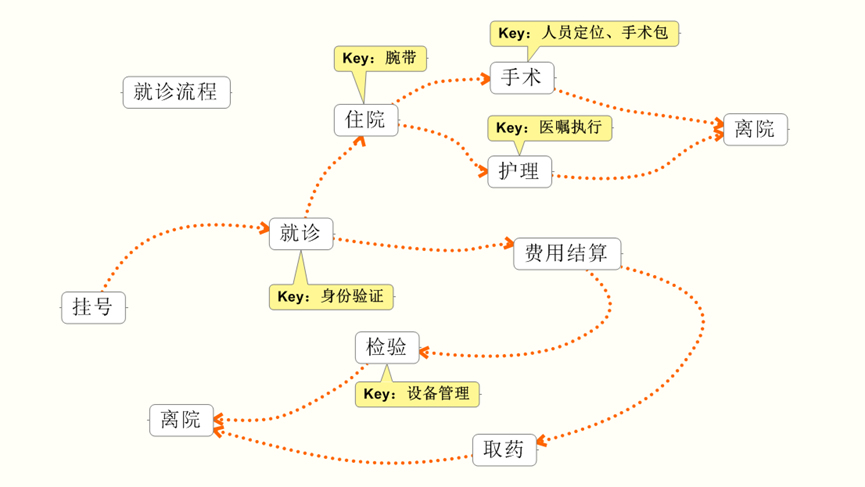 Key：人员定位、手术包
Key：腕带
手术
就诊流程
住院
Key：医嘱执行
离院
护理
就诊
费用结算
Key：身份验证
挂号
检验
Key：设备管理
离院
取药